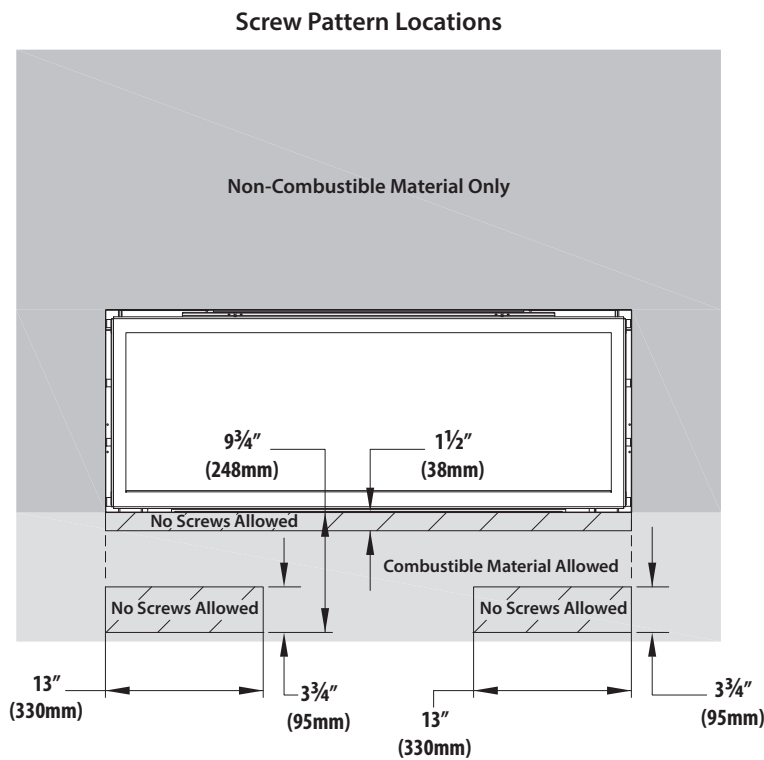 Screw Pattern Locations
Non-Combustible Material Only
9¾″
(248mm)
1½″
(38mm)
No Screws Allowed
Combustible Material Allowed
No Screws Allowed
No Screws Allowed
13″
(330mm)
3¾″
(95mm)
13″
(330mm)
3¾″
(95mm)